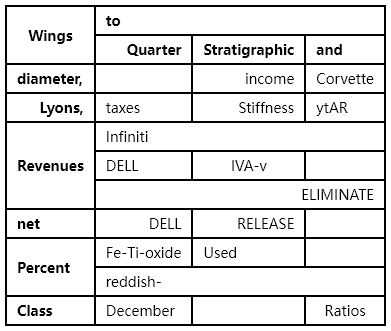 Wings to
Quarter Stratigraphic and
diameter, income Corvette
Lyons, taxes Stiffness ytAR
Revenues Infiniti
DELL IVA-v
ELIMINATE
net DELL RELEASE
Percent Fe-Ti-oxide Used
reddish-
Class December Ratios